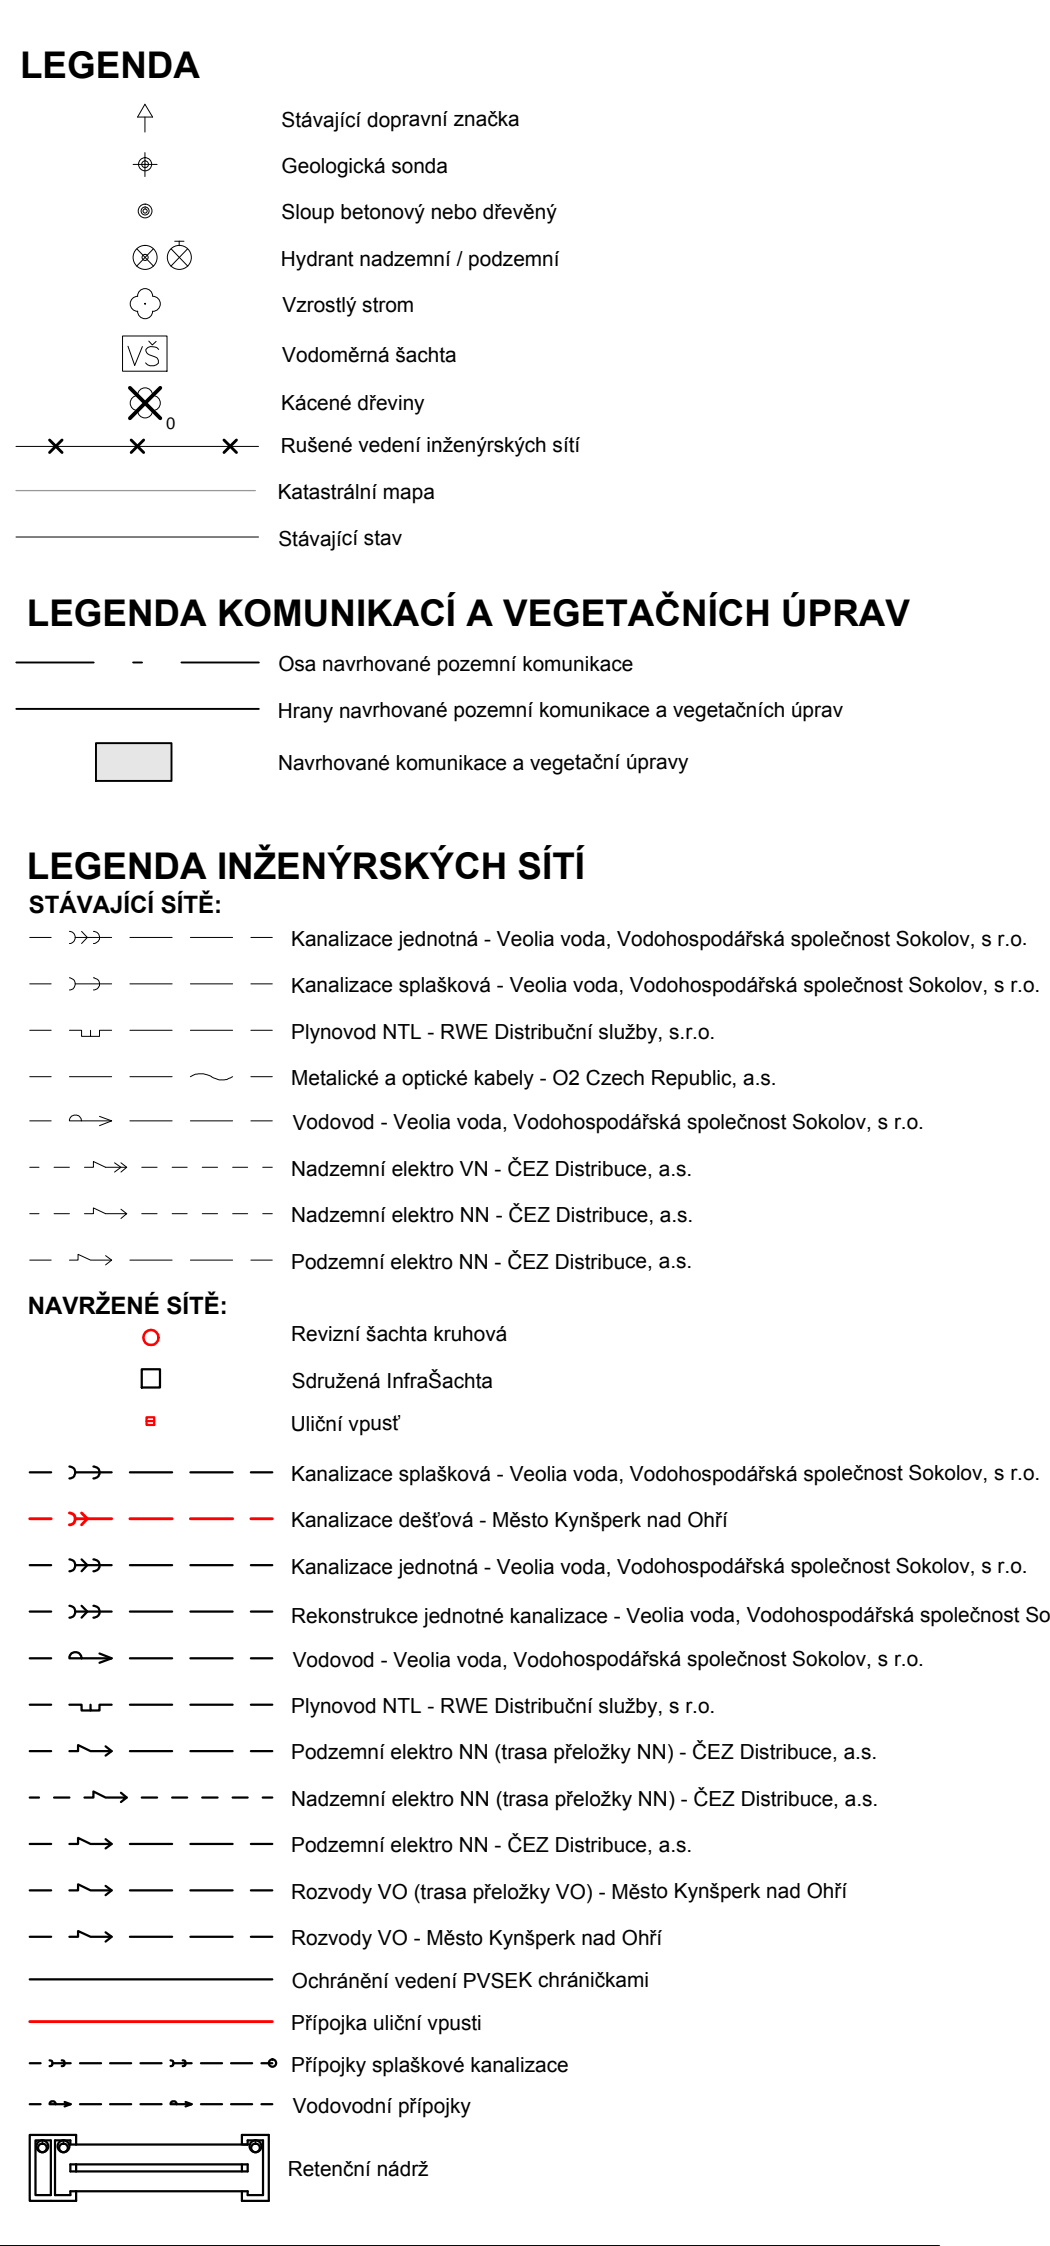 LEGENDA
Stávající dopravní značka
Geologická sonda
Sloup betonový nebo dřevěný
Hydrant nadzemní / podzemní
Vzrostlý strom
VŠ Vodoměrná šachta
0 Kácené dřeviny
Rušené vedení inženýrských sítí
Katastrální mapa
Stávající stav
LEGENDA KOMUNIKACÍ A VEGETAČNÍCH ÚPRAV
Osa navrhované pozemní komunikace
Hrany navrhované pozemní komunikace a vegetačních úprav
Navrhované komunikace a vegetační úpravy
LEGENDA INŽENÝRSKÝCH SÍTÍ
STÁVAJÍCÍ SÍTĚ:
Kanalizace jednotná - Veolia voda, Vodohospodářská společnost Sokolov, s r.o.
Kanalizace splašková - Veolia voda, Vodohospodářská společnost Sokolov, s r.o.
Plynovod NTL - RWE Distribuční služby, s.r.o.
Metalické a optické kabely - O2 Czech Republic, a.s.
Vodovod - Veolia voda, Vodohospodářská společnost Sokolov, s r.o.
Nadzemní elektro VN - ČEZ Distribuce, a.s.
Nadzemní elektro NN - ČEZ Distribuce, a.s.
Podzemní elektro NN - ČEZ Distribuce, a.s.
NAVRŽENÉ SÍTĚ:
Revizní šachta kruhová
Sdružená InfraŠachta
Uliční vpusť
Kanalizace splašková - Veolia voda, Vodohospodářská společnost Sokolov, s r.o.
Kanalizace dešťová - Město Kynšperk nad Ohří
Kanalizace jednotná - Veolia voda, Vodohospodářská společnost Sokolov, s r.o.
Rekonstrukce jednotné kanalizace - Veolia voda, Vodohospodářská společnost So
Vodovod - Veolia voda, Vodohospodářská společnost Sokolov, s r.o.
Plynovod NTL - RWE Distribuční služby, s r.o.
Podzemní elektro NN (trasa přeložky NN) - ČEZ Distribuce, a.s.
Nadzemní elektro NN (trasa přeložky NN) - ČEZ Distribuce, a.s.
Podzemní elektro NN - ČEZ Distribuce, a.s.
Rozvody VO (trasa přeložky VO) - Město Kynšperk nad Ohří
Rozvody VO - Město Kynšperk nad Ohří
Ochránění vedení PVSEK chráničkami
Přípojka uliční vpusti
Přípojky splaškové kanalizace
Vodovodní přípojky
Retenční nádrž